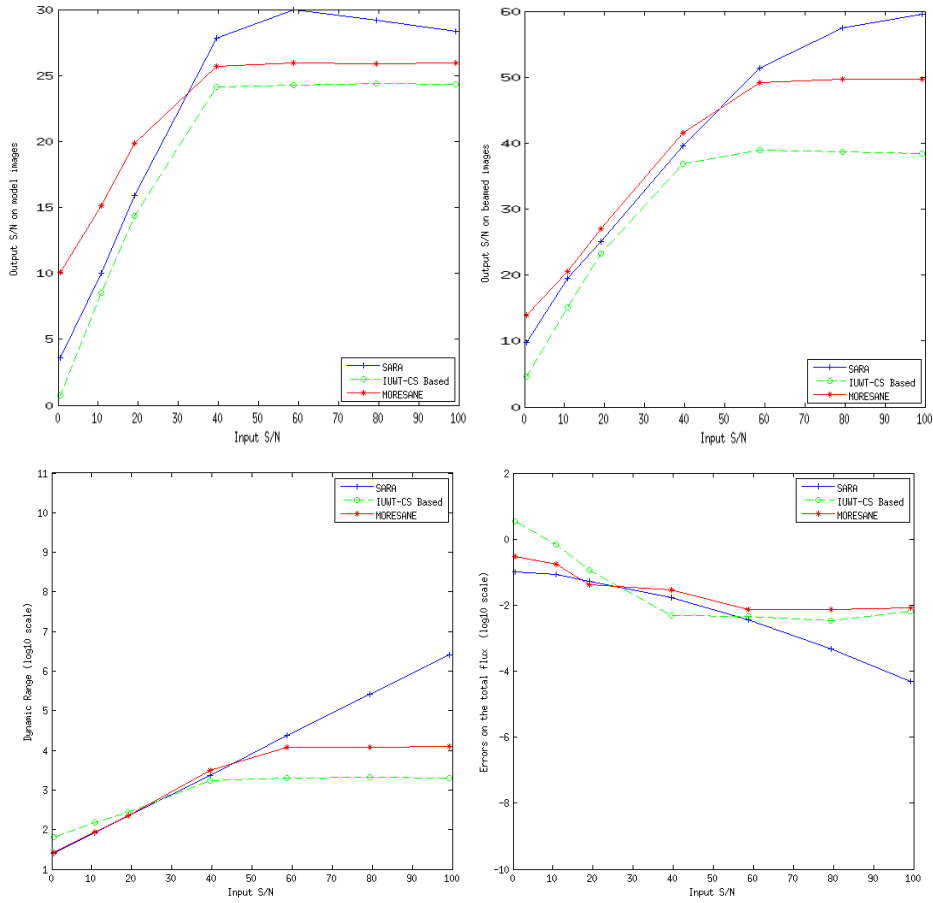 30
25
20
15
10
5
0
0 10 20 30 40 50 60 70 80 90 100
Output S/N on model images
Input S/N
SARA
IUWT-CS Based
MORESANE
60
50
40
30
20
10
0
0 10 20 30 40 50 60 70 80 90 100
Output S/N on beamed images
Input S/N
SARA
IUWT-CS Based
MORESANE
11
10
9
8
7
6
5
4
3
2
1
0 10 20 30 40 50 60 70 80 90 100
Dynamic Range (log10 scale)
Input S/N
SARA
IUWT-CS Based
MORESANE
2
0
-2
-4
-6
-8
-10
0 10 20 30 40 50 60 70 80 90 100
Errors on the total flux (log10 scale)
Input S/N
SARA
IUWT-CS Based
MORESANE